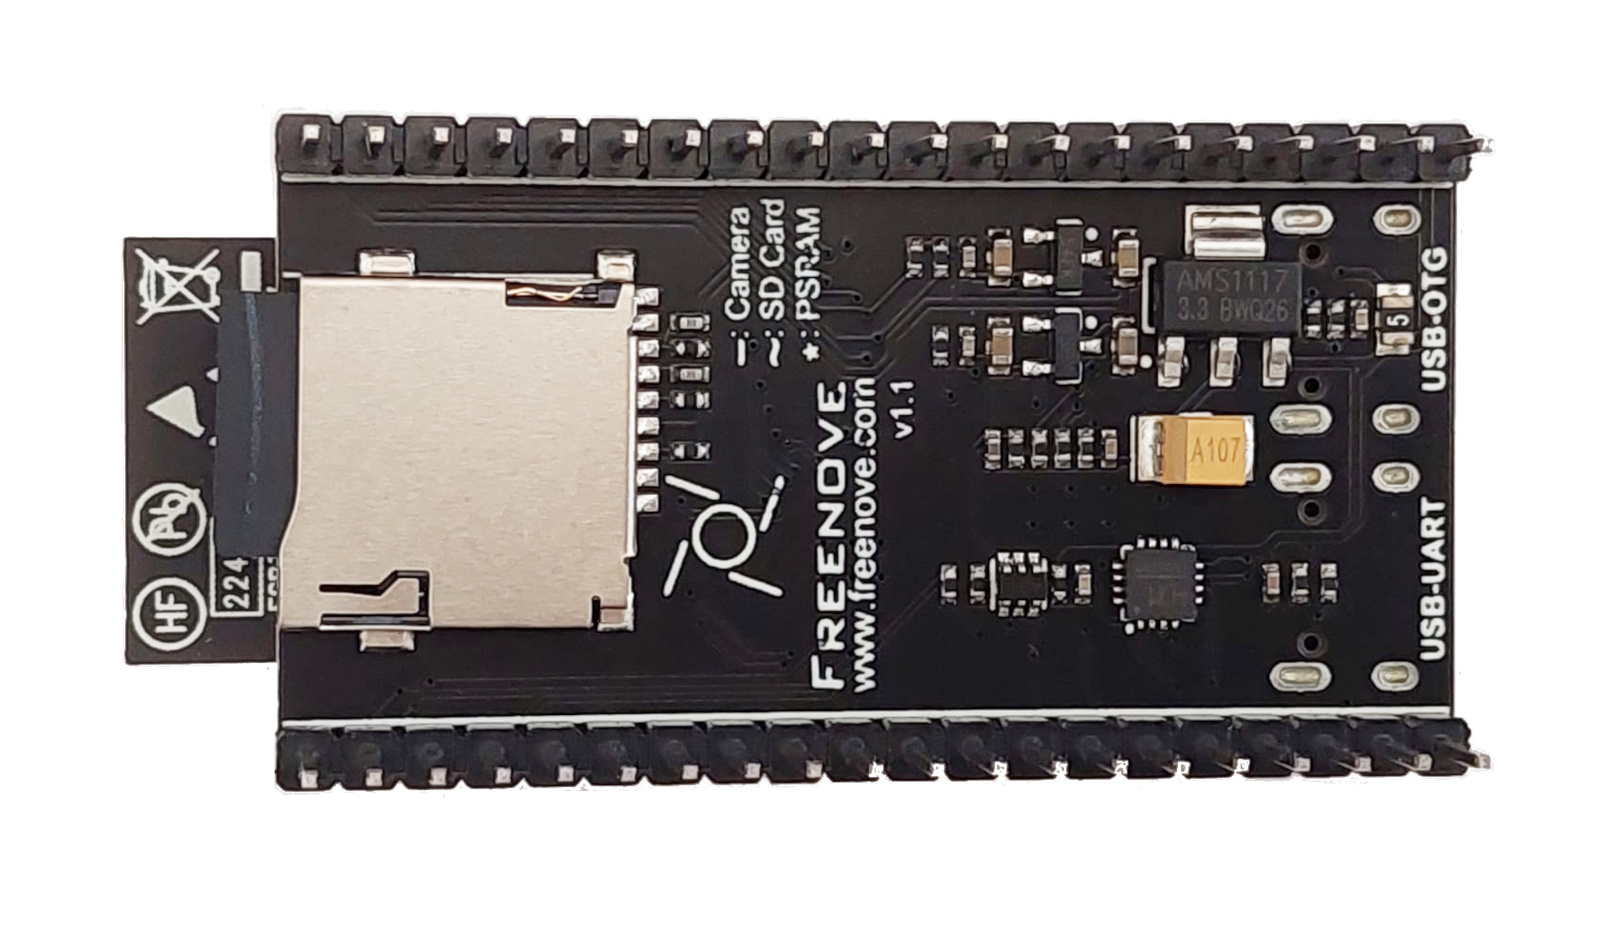 –: Camera
~: SD Card
*: PSRAM
FREENOVE
www.freenove.com
v1.1
AMS1117
3.3 BWQ26
5
A107
USB-OTG
USB-UART
Pb
HF
224